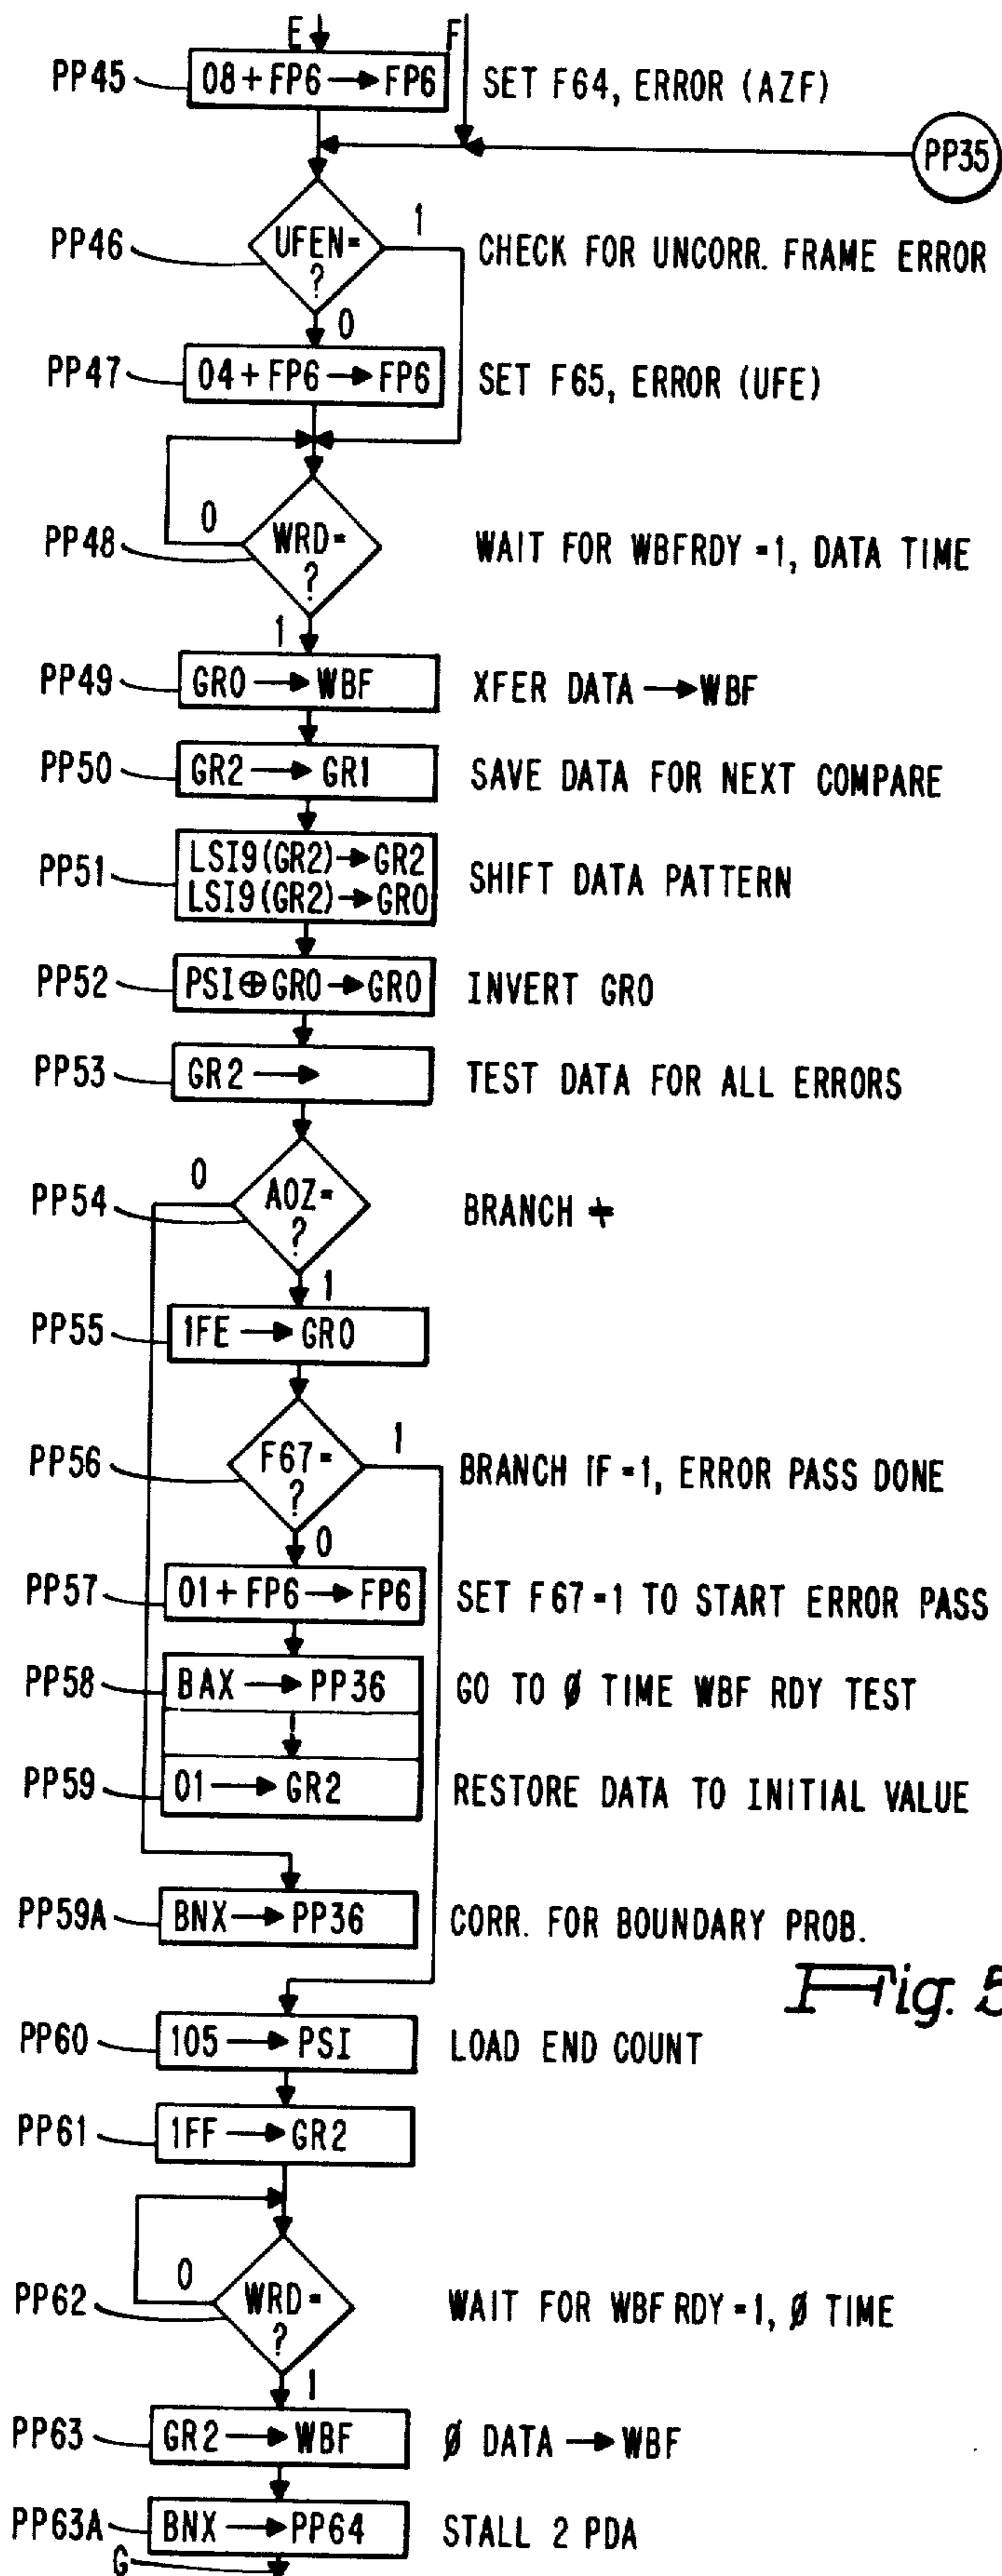 E F
PP45 08+FP6→FP6 SET F64, ERROR (AZF)
PP35
1
PP46 UFEN= ? CHECK FOR UNCORR. FRAME ERROR
0
PP47 04+FP6→FP6 SET F65, ERROR (UFE)
0
PP48 WRD= ? WAIT FOR WBFRDY =1, DATA TIME
1
PP49 GR0→WBF XFER DATA→WBF
PP50 GR2→GR1 SAVE DATA FOR NEXT COMPARE
PP51 LSI9(GR2)→GR2
LSI9(GR2)→GR0 SHIFT DATA PATTERN
PP52 PSI⊕GR0→GR0 INVERT GR0
PP53 GR2→ TEST DATA FOR ALL ERRORS
0
PP54 AOZ= ? BRANCH ≠
1
PP55 1FE→GR0
1
PP56 F67= ? BRANCH IF =1, ERROR PASS DONE
0
PP57 01+FP6→FP6 SET F67=1 TO START ERROR PASS
PP58 BAX→PP36 GO TO Ø TIME WBF RDY TEST
PP59 01→GR2 RESTORE DATA TO INITIAL VALUE
PP59A BNX→PP36 CORR. FOR BOUNDARY PROB.
Fig. 5
PP60 105→PSI LOAD END COUNT
PP61 1FF→GR2
0
PP62 WRD= ? WAIT FOR WBF RDY =1, Ø TIME
1
PP63 GR2→WBF Ø DATA→WBF
PP63A BNX→PP64 STALL 2 PDA
G